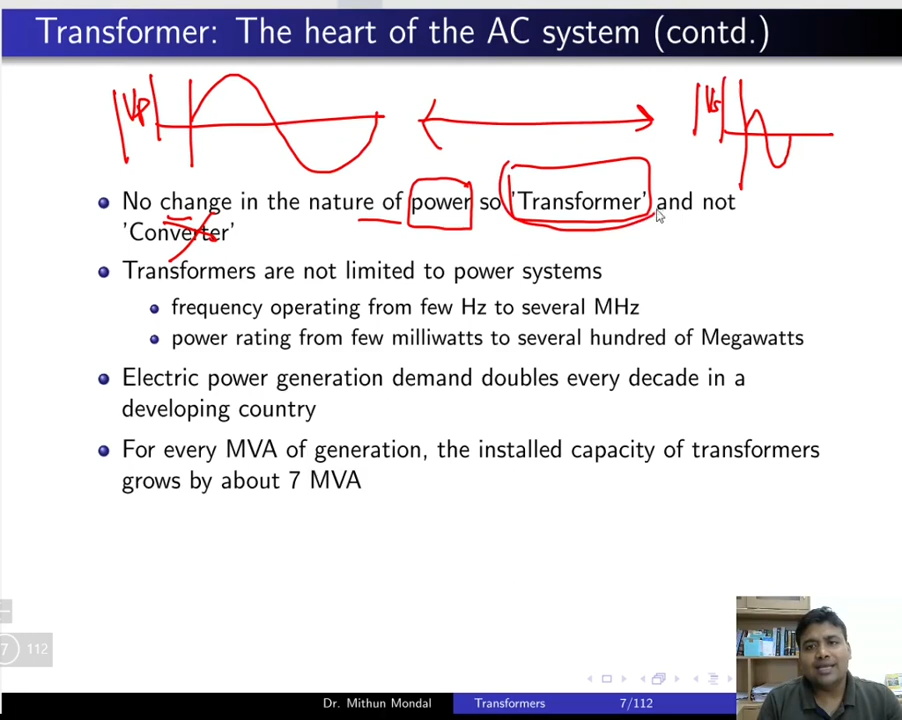 Transformer: The heart of the AC system (contd.)
|Vp|
|Vs|
No change in the nature of power so 'Transformer' and not
'Converter'
Transformers are not limited to power systems
frequency operating from few Hz to several MHz
power rating from few milliwatts to several hundred of Megawatts
Electric power generation demand doubles every decade in a
developing country
For every MVA of generation, the installed capacity of transformers
grows by about 7 MVA
7 112
Dr. Mithun Mondal Transformers 7/112